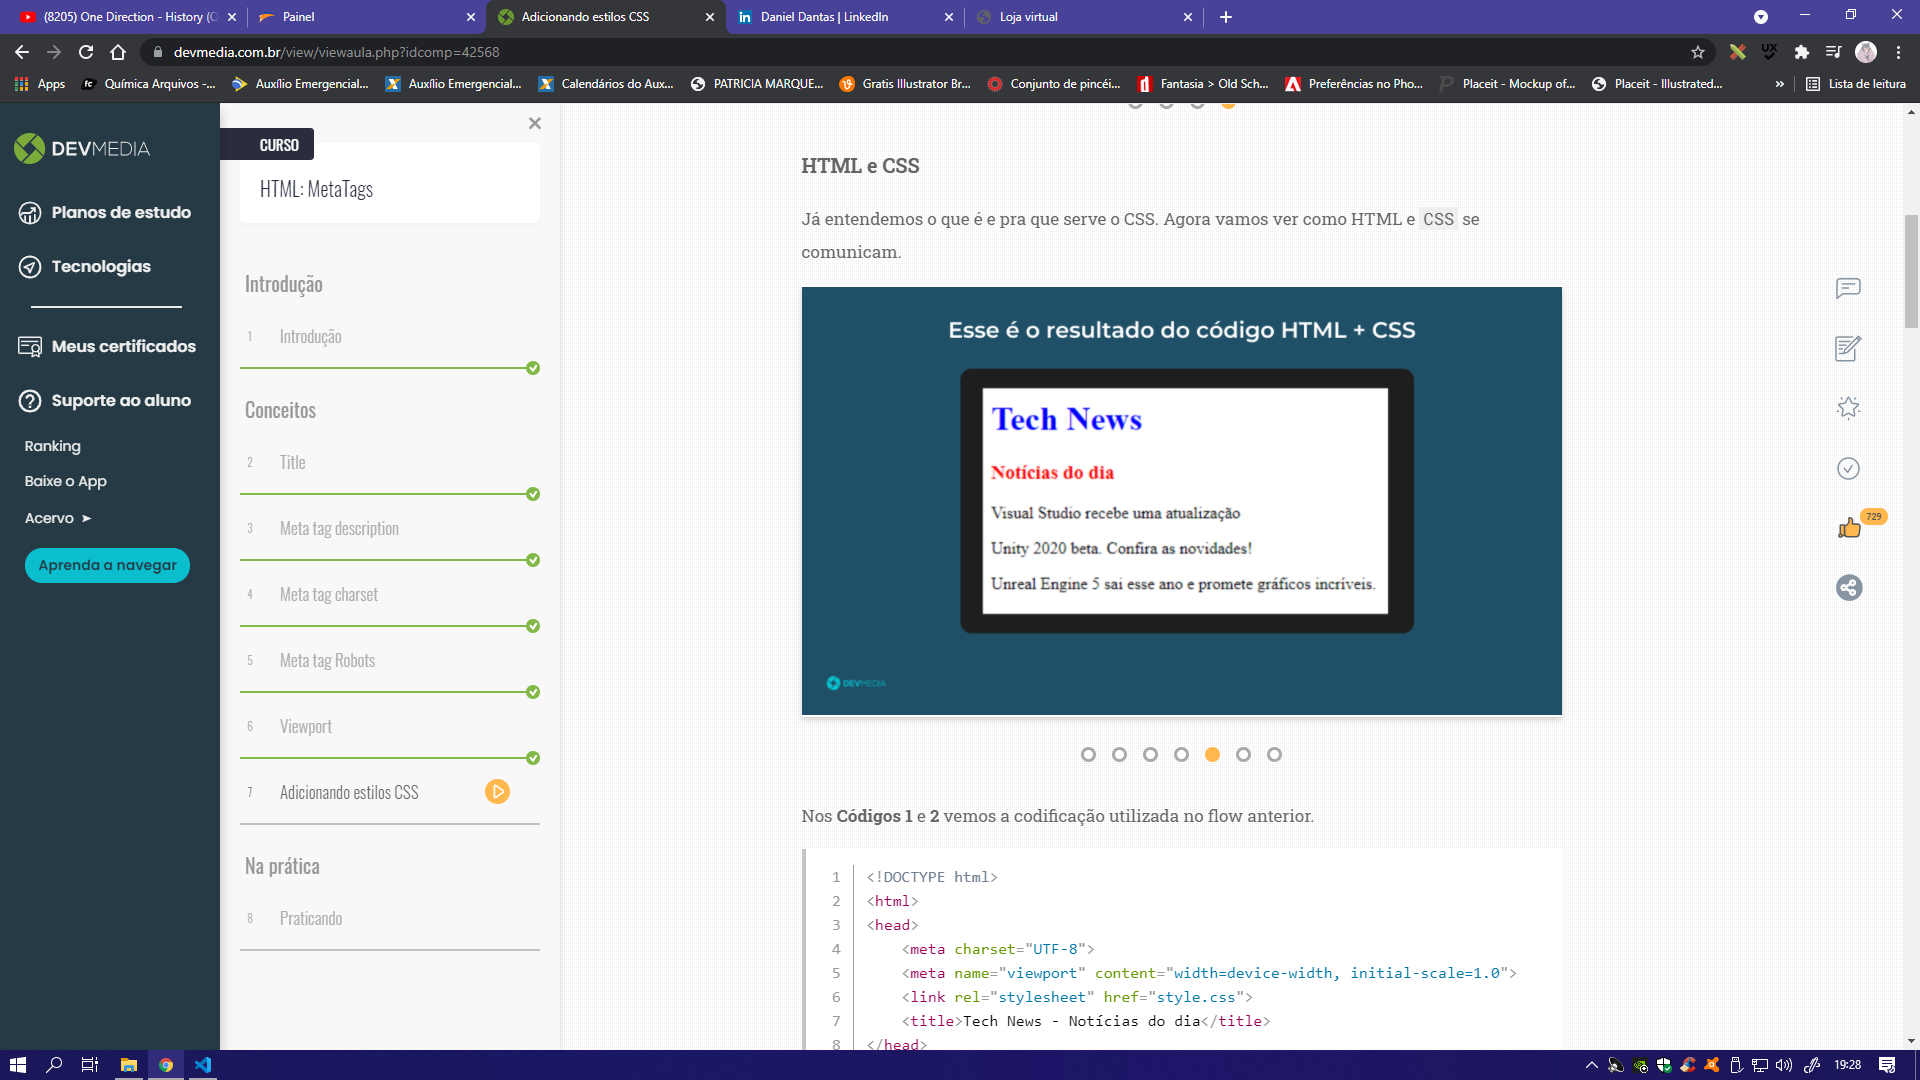 (8205) One Direction - History (O
Painel
Adicionando estilos CSS
Daniel Dantas | LinkedIn
Loja virtual
devmedia.com.br/view/viewaula.php?idcomp=42568
Apps
Química Arquivos -...
Auxílio Emergencial...
Auxílio Emergencial...
Calendários do Aux...
PATRICIA MARQUE...
Gratis Illustrator Br...
Conjunto de pincéi...
Fantasia > Old Sch...
Preferências no Pho...
Placeit - Mockup of...
Placeit - Illustrated...
»
Lista de leitura
DEVMEDIA
Planos de estudo
Tecnologias
Meus certificados
Suporte ao aluno
Ranking
Baixe o App
Acervo ➤
Aprenda a navegar
CURSO
HTML: MetaTags
Introdução
1 Introdução
Conceitos
2 Title
3 Meta tag description
4 Meta tag charset
5 Meta tag Robots
6 Viewport
7 Adicionando estilos CSS
Na prática
8 Praticando
HTML e CSS
Já entendemos o que é e pra que serve o CSS. Agora vamos ver como HTML e CSS se
comunicam.
Esse é o resultado do código HTML + CSS
Tech News
Notícias do dia
Visual Studio recebe uma atualização
Unity 2020 beta. Confira as novidades!
Unreal Engine 5 sai esse ano e promete gráficos incríveis.
DEVMEDIA
Nos Códigos 1 e 2 vemos a codificação utilizada no flow anterior.
1 <!DOCTYPE html>
2 <html>
3 <head>
4 <meta charset="UTF-8">
5 <meta name="viewport" content="width=device-width, initial-scale=1.0">
6 <link rel="stylesheet" href="style.css">
7 <title>Tech News - Notícias do dia</title>
8 </head>
729
19:28